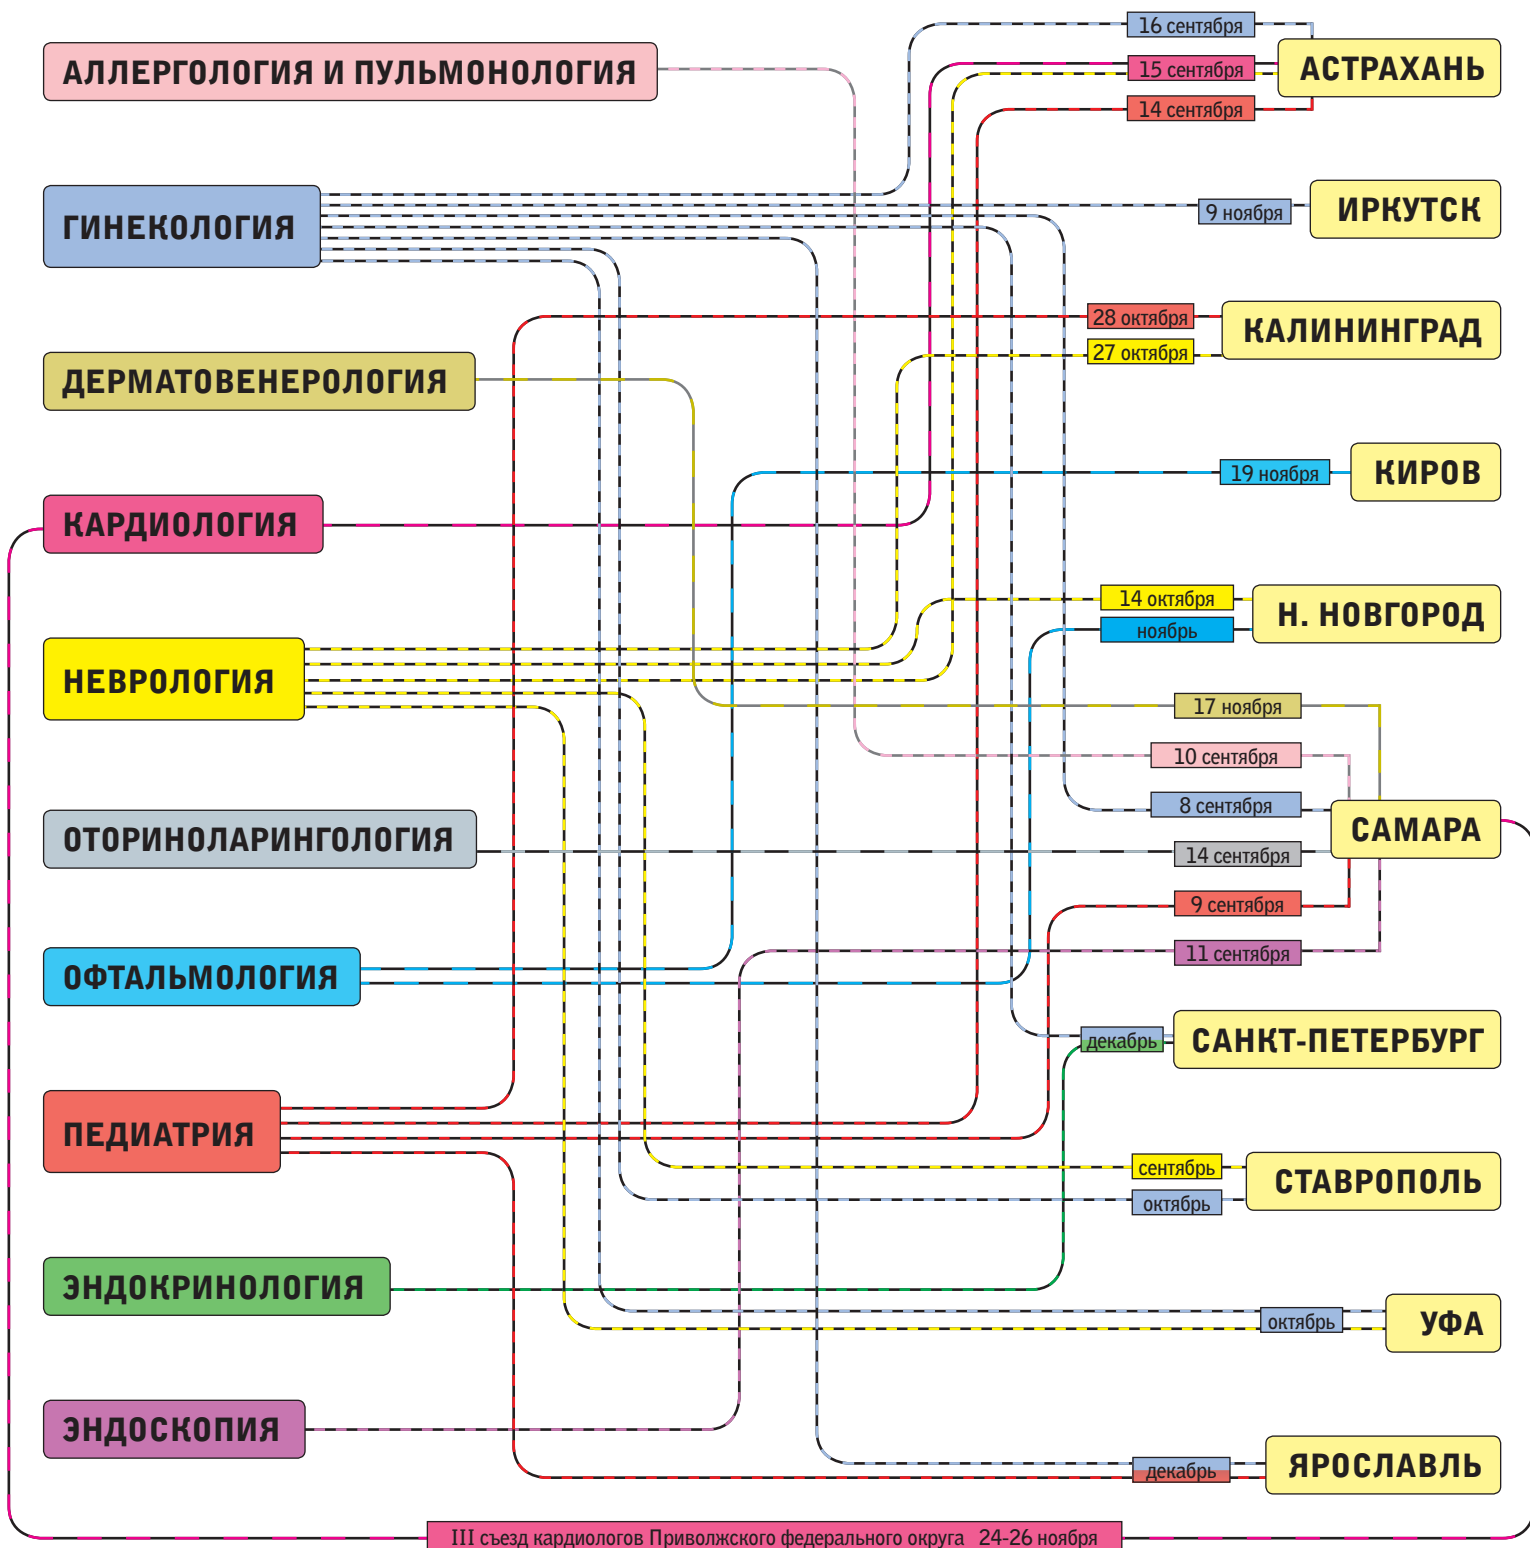 16 сентября
АЛЛЕРГОЛОГИЯ И ПУЛЬМОНОЛОГИЯ
15 сентября
АСТРАХАНЬ
14 сентября
ГИНЕКОЛОГИЯ
9 ноября
ИРКУТСК
28 октября
КАЛИНИНГРАД
27 октября
ДЕРМАТОВЕНЕРОЛОГИЯ
19 ноября
КИРОВ
КАРДИОЛОГИЯ
14 октября
Н. НОВГОРОД
ноябрь
НЕВРОЛОГИЯ
17 ноября
10 сентября
8 сентября
САМАРА
ОТОРИНОЛАРИНГОЛОГИЯ
14 сентября
9 сентября
11 сентября
ОФТАЛЬМОЛОГИЯ
декабрь
САНКТ-ПЕТЕРБУРГ
ПЕДИАТРИЯ
сентябрь
СТАВРОПОЛЬ
октябрь
ЭНДОКРИНОЛОГИЯ
октябрь
УФА
ЭНДОСКОПИЯ
декабрь
ЯРОСЛАВЛЬ
III съезд кардиологов Приволжского федерального округа 24-26 ноября